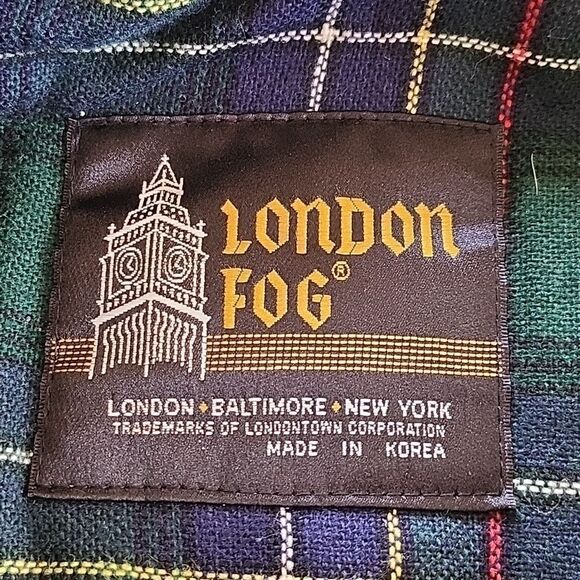 LONDON
FOG®
LONDON ♦ BALTIMORE ♦ NEW YORK
TRADEMARKS OF LONDONTOWN CORPORATION
MADE IN KOREA